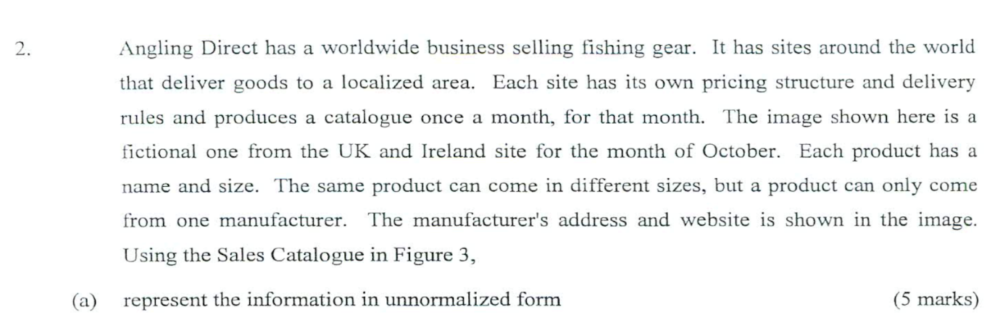 2. Angling Direct has a worldwide business selling fishing gear. It has sites around the world
that deliver goods to a localized area. Each site has its own pricing structure and delivery
rules and produces a catalogue once a month, for that month. The image shown here is a
fictional one from the UK and Ireland site for the month of October. Each product has a
name and size. The same product can come in different sizes, but a product can only come
from one manufacturer. The manufacturer's address and website is shown in the image.
Using the Sales Catalogue in Figure 3,
(a) represent the information in unnormalized form (5 marks)